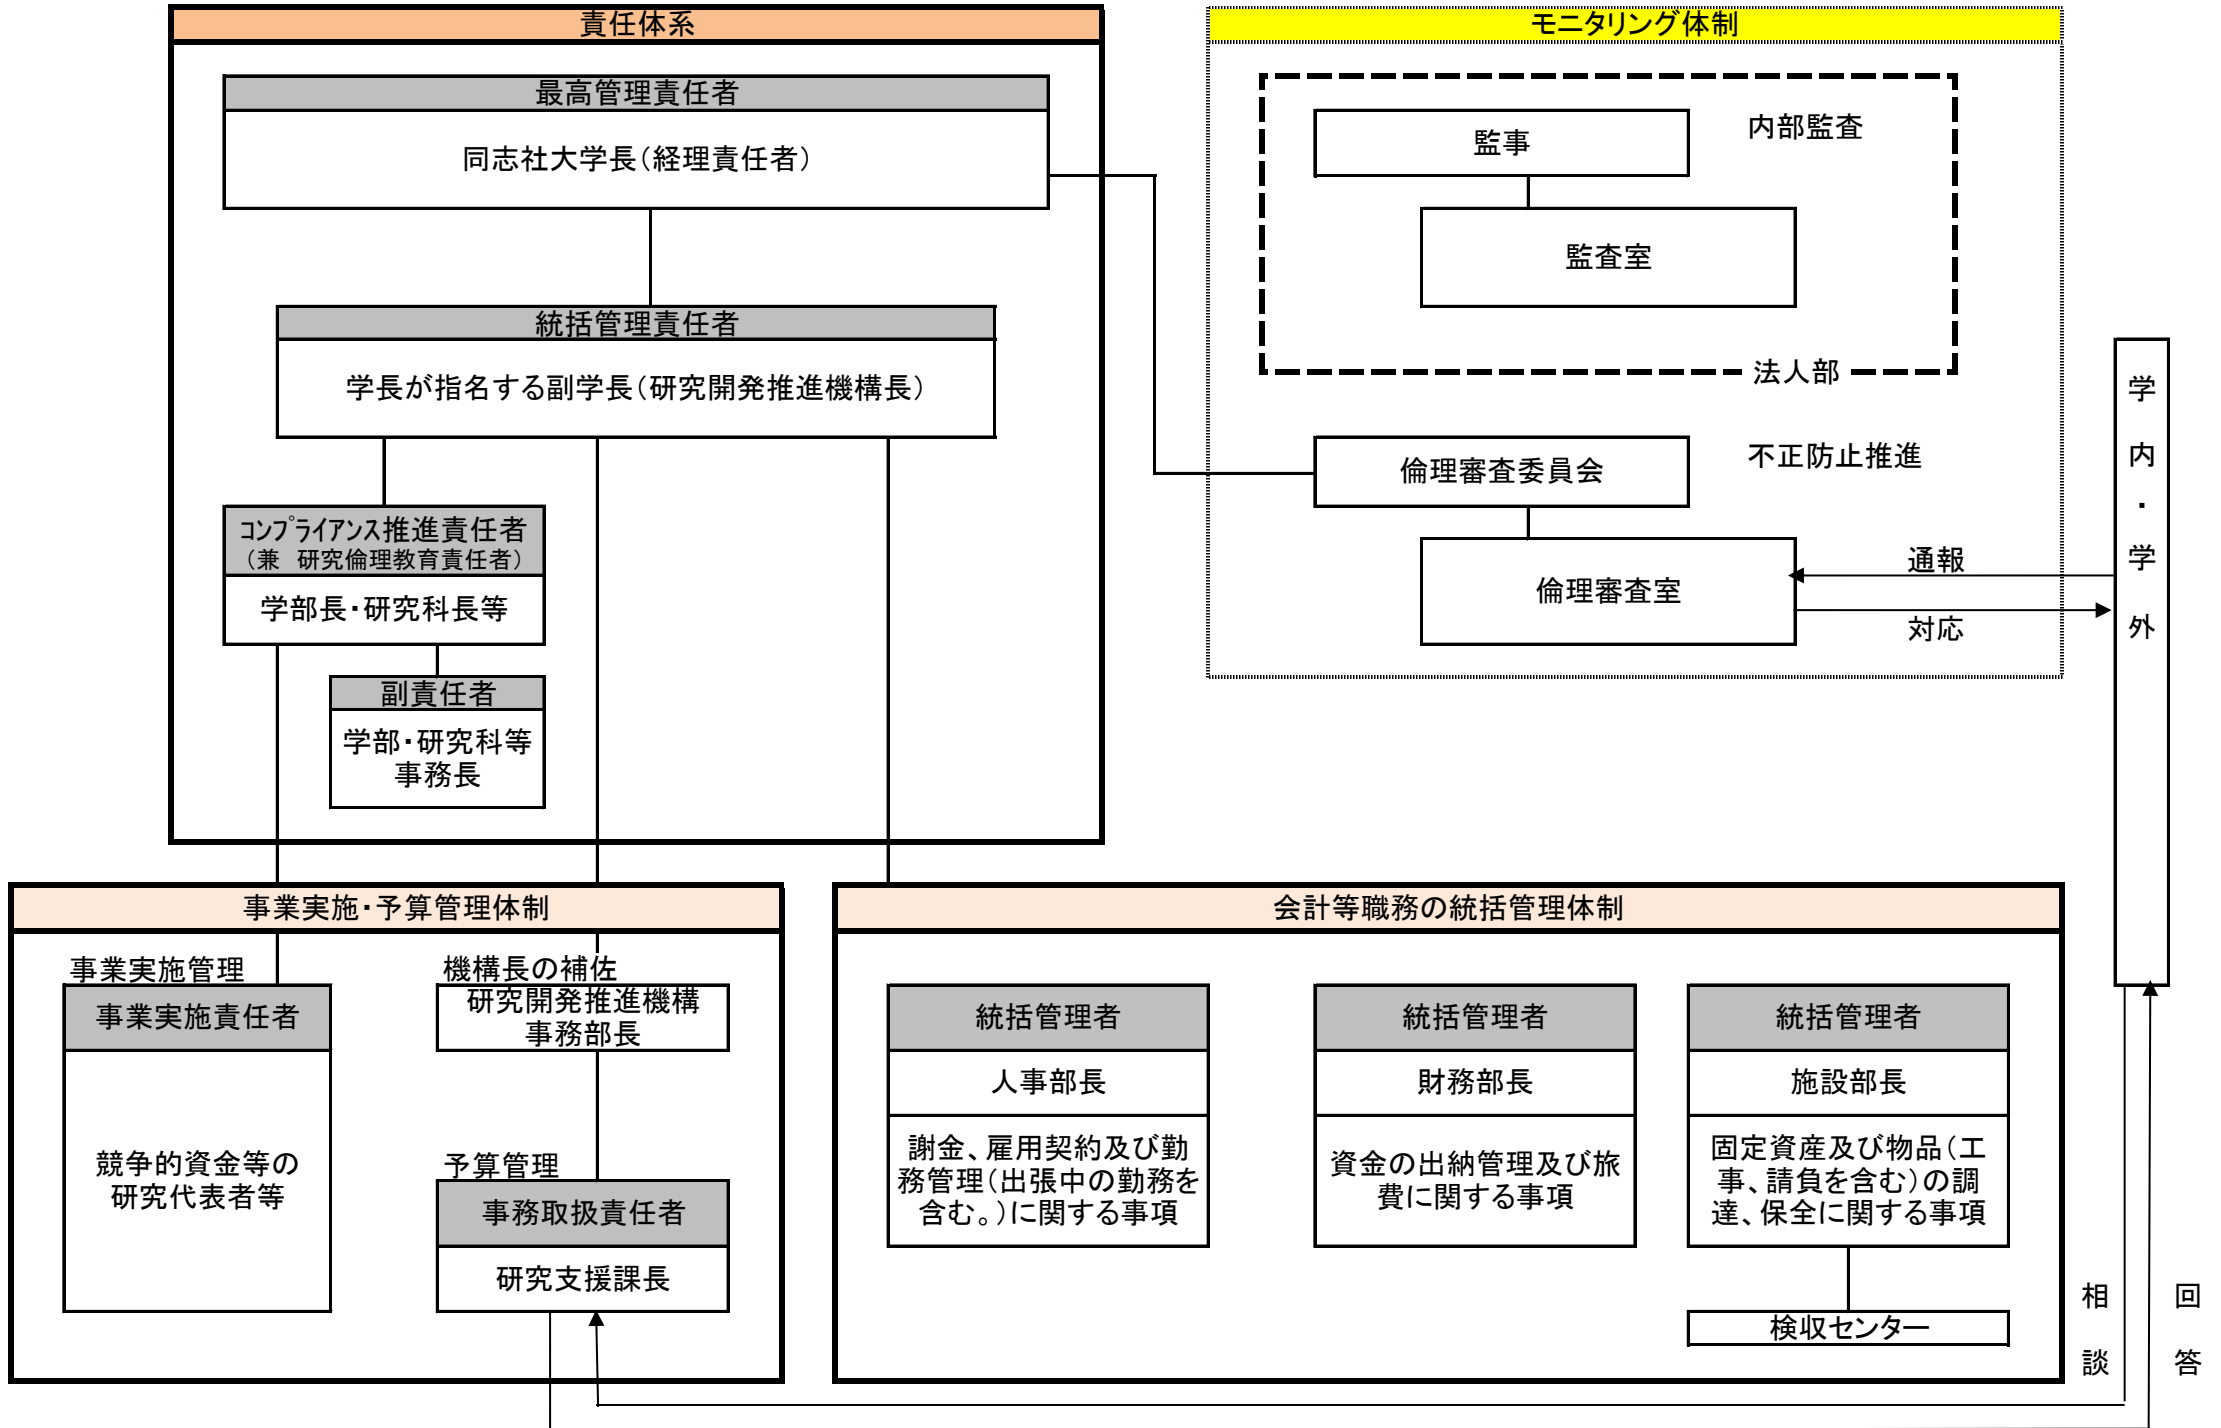 責任体系
最高管理責任者
同志社大学長（経理責任者）
統括管理責任者
学長が指名する副学長（研究開発推進機構長）
コンプライアンス推進責任者
（兼　研究倫理教育責任者）
学部長・研究科長等
副責任者
学部・研究科等
事務長
モニタリング体制
内部監査
監事
監査室
法人部
倫理審査委員会
不正防止推進
倫理審査室
通報
対応
学内・学外
事業実施・予算管理体制
事業実施管理
事業実施責任者
競争的資金等の
研究代表者等
機構長の補佐
研究開発推進機構
事務部長
予算管理
事務取扱責任者
研究支援課長
会計等職務の統括管理体制
統括管理者
人事部長
謝金、雇用契約及び勤
務管理（出張中の勤務を
含む。）に関する事項
統括管理者
財務部長
資金の出納管理及び旅
費に関する事項
統括管理者
施設部長
固定資産及び物品（工
事、請負を含む）の調
達、保全に関する事項
検収センター
相談
回答